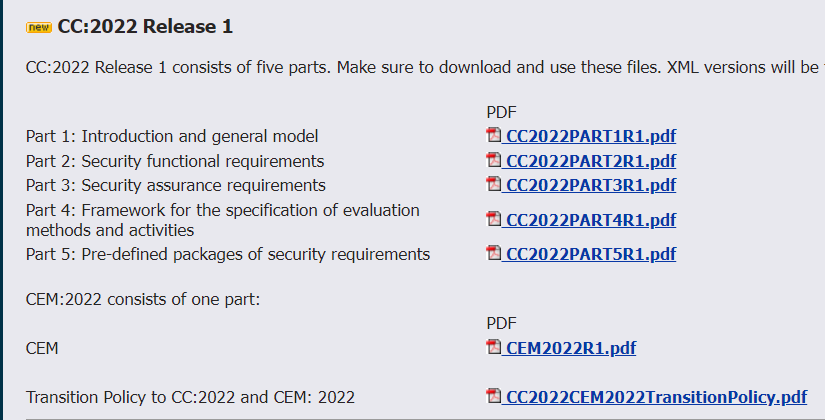 new CC:2022 Release 1
CC:2022 Release 1 consists of five parts. Make sure to download and use these files. XML versions will be
PDF
Part 1: Introduction and general model CC2022PART1R1.pdf
Part 2: Security functional requirements CC2022PART2R1.pdf
Part 3: Security assurance requirements CC2022PART3R1.pdf
Part 4: Framework for the specification of evaluation
methods and activities CC2022PART4R1.pdf
Part 5: Pre-defined packages of security requirements CC2022PART5R1.pdf
CEM:2022 consists of one part:
PDF
CEM CEM2022R1.pdf
Transition Policy to CC:2022 and CEM: 2022 CC2022CEM2022TransitionPolicy.pdf